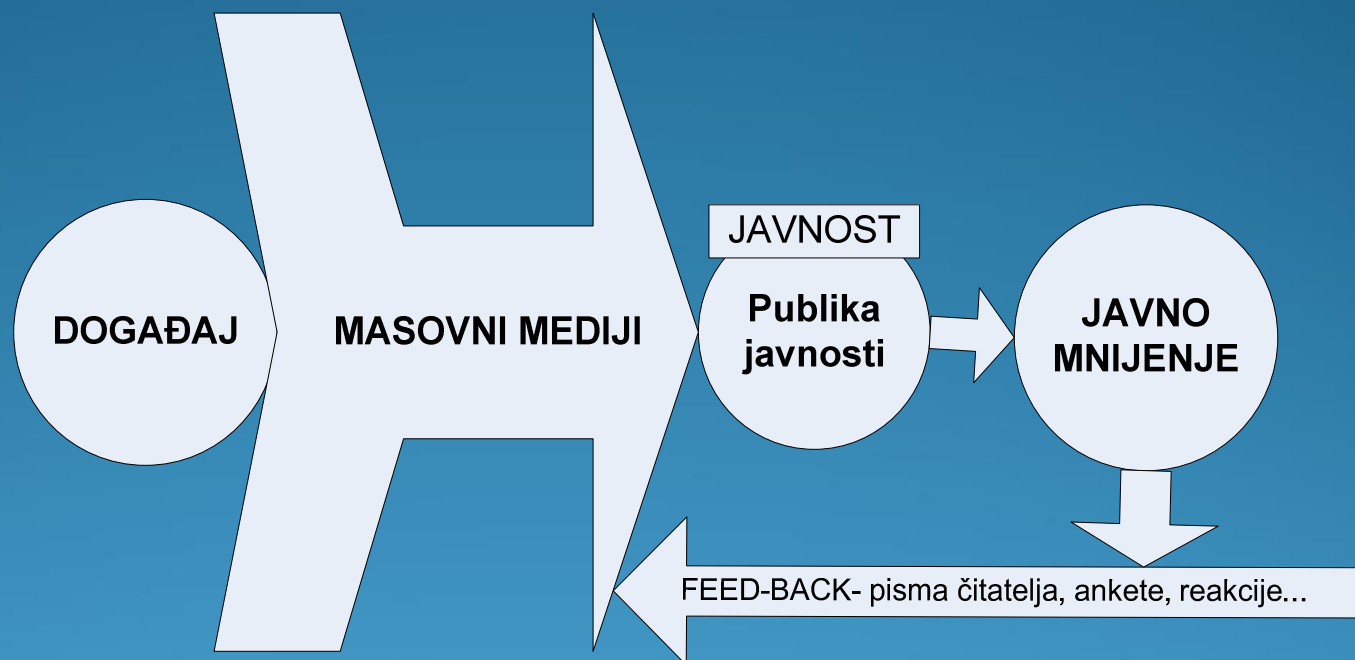 DOGAĐAJ
MASOVNI MEDIJI
JAVNOST
Publika
javnosti
JAVNO
MNIJENJE
FEED-BACK- pisma čitatelja, ankete, reakcije...